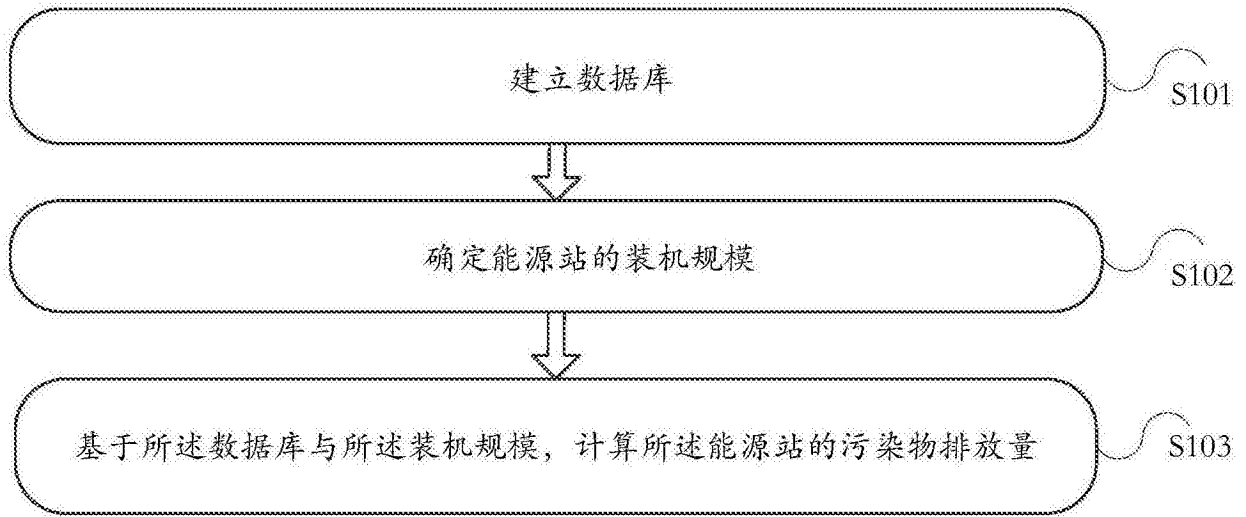 建立数据库
S101
确定能源站的装机规模
S102
基于所述数据库与所述装机规模，计算所述能源站的污染物排放量
S103